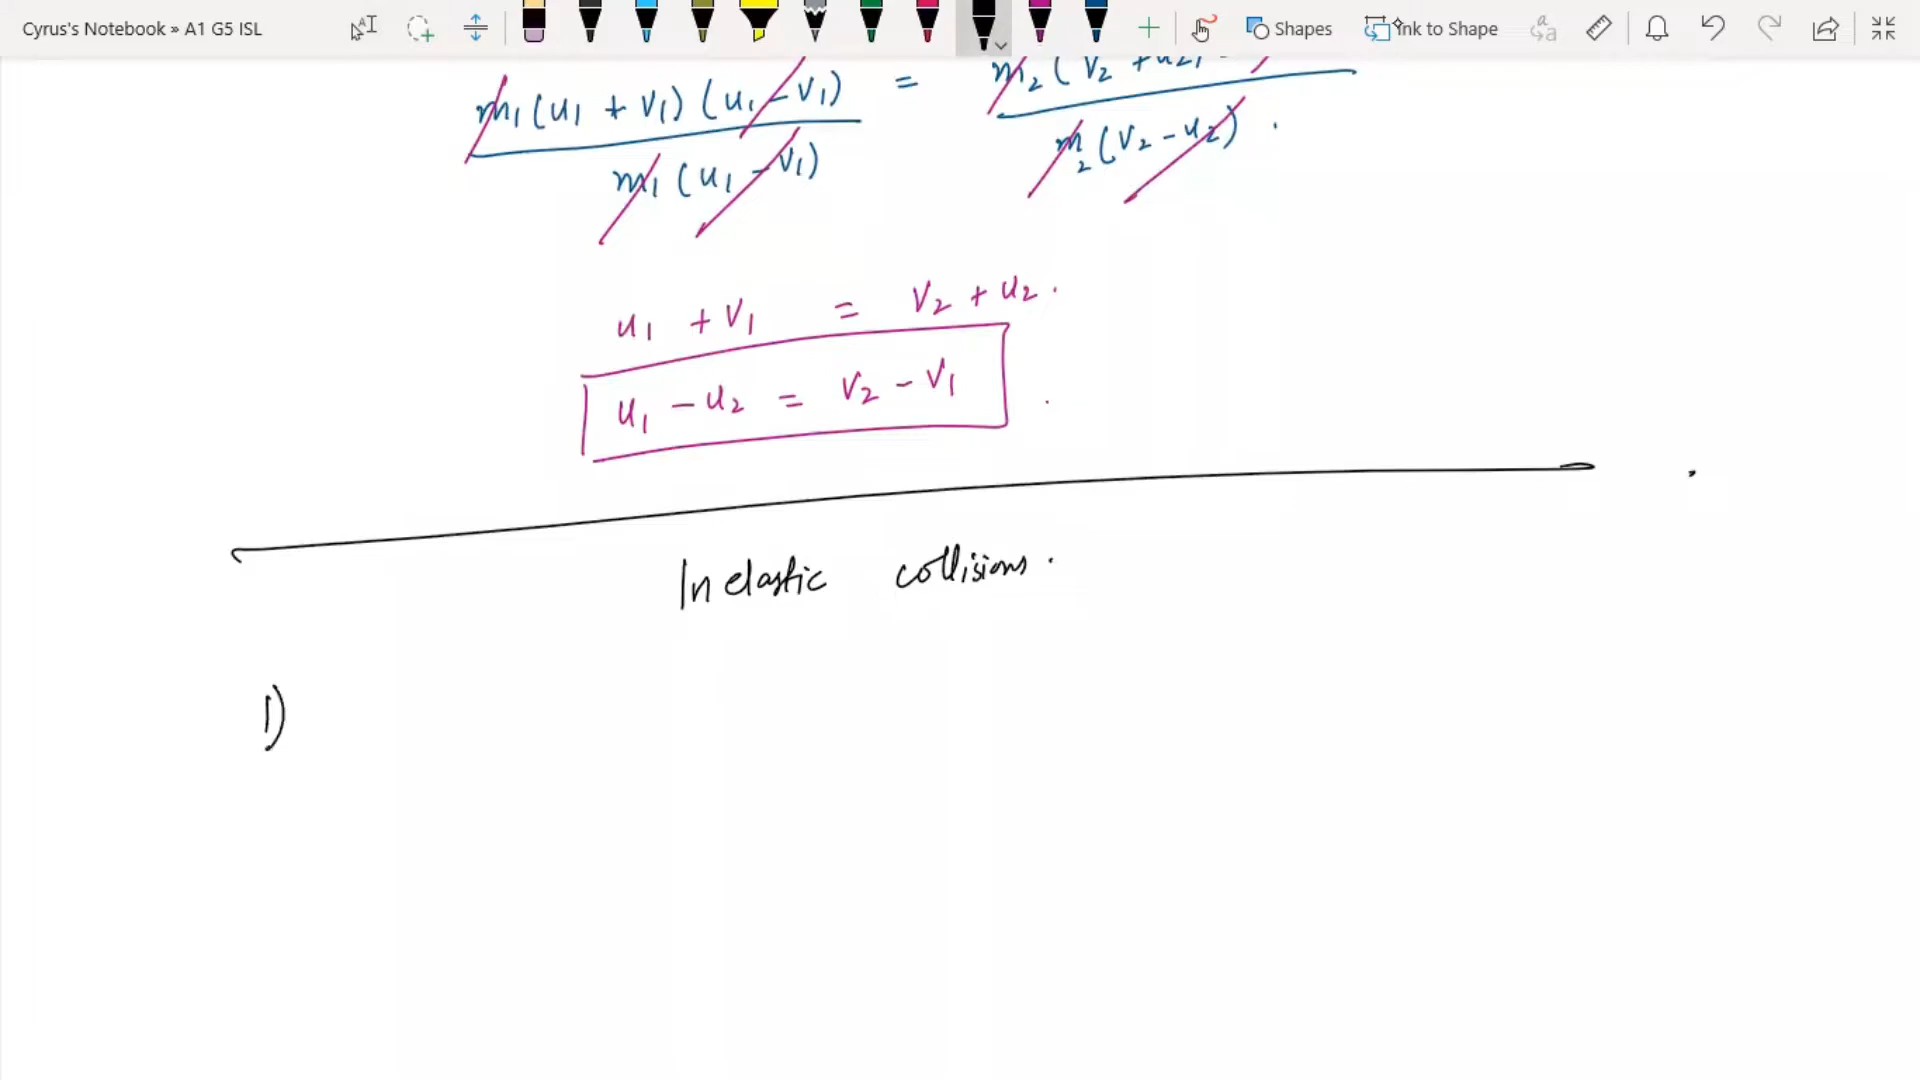 Cyrus's Notebook » A1 G5 ISL
Shapes
Ink to Shape
m₁(u₁ + v₁) (u₁ - v₁) = m₂(v₂ + u₂)
m₁(u₁ - v₁) m₂(v₂ - u₂) .
u₁ + v₁ = v₂ + u₂ .
u₁ - u₂ = v₂ - v₁ .
Inelastic collisions .
1)